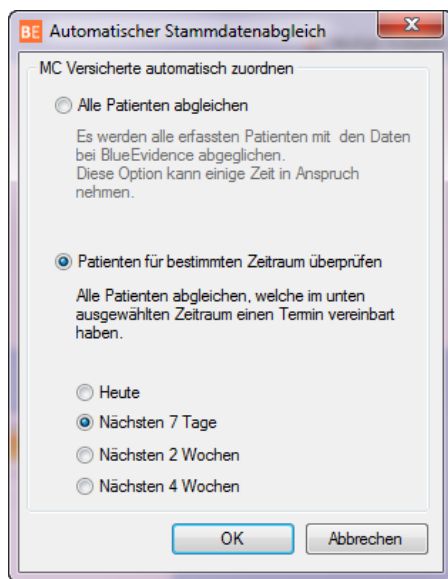 BE Automatischer Stammdatenabgleich
MC Versicherte automatisch zuordnen
Alle Patienten abgleichen
Es werden alle erfassten Patienten mit den Daten
bei BlueEvidence abgeglichen.
Diese Option kann einige Zeit in Anspruch
nehmen.
Patienten für bestimmten Zeitraum überprüfen
Alle Patienten abgleichen, welche im unten
ausgewählten Zeitraum einen Termin vereinbart
haben.
Heute
Nächsten 7 Tage
Nächsten 2 Wochen
Nächsten 4 Wochen
OK Abbrechen